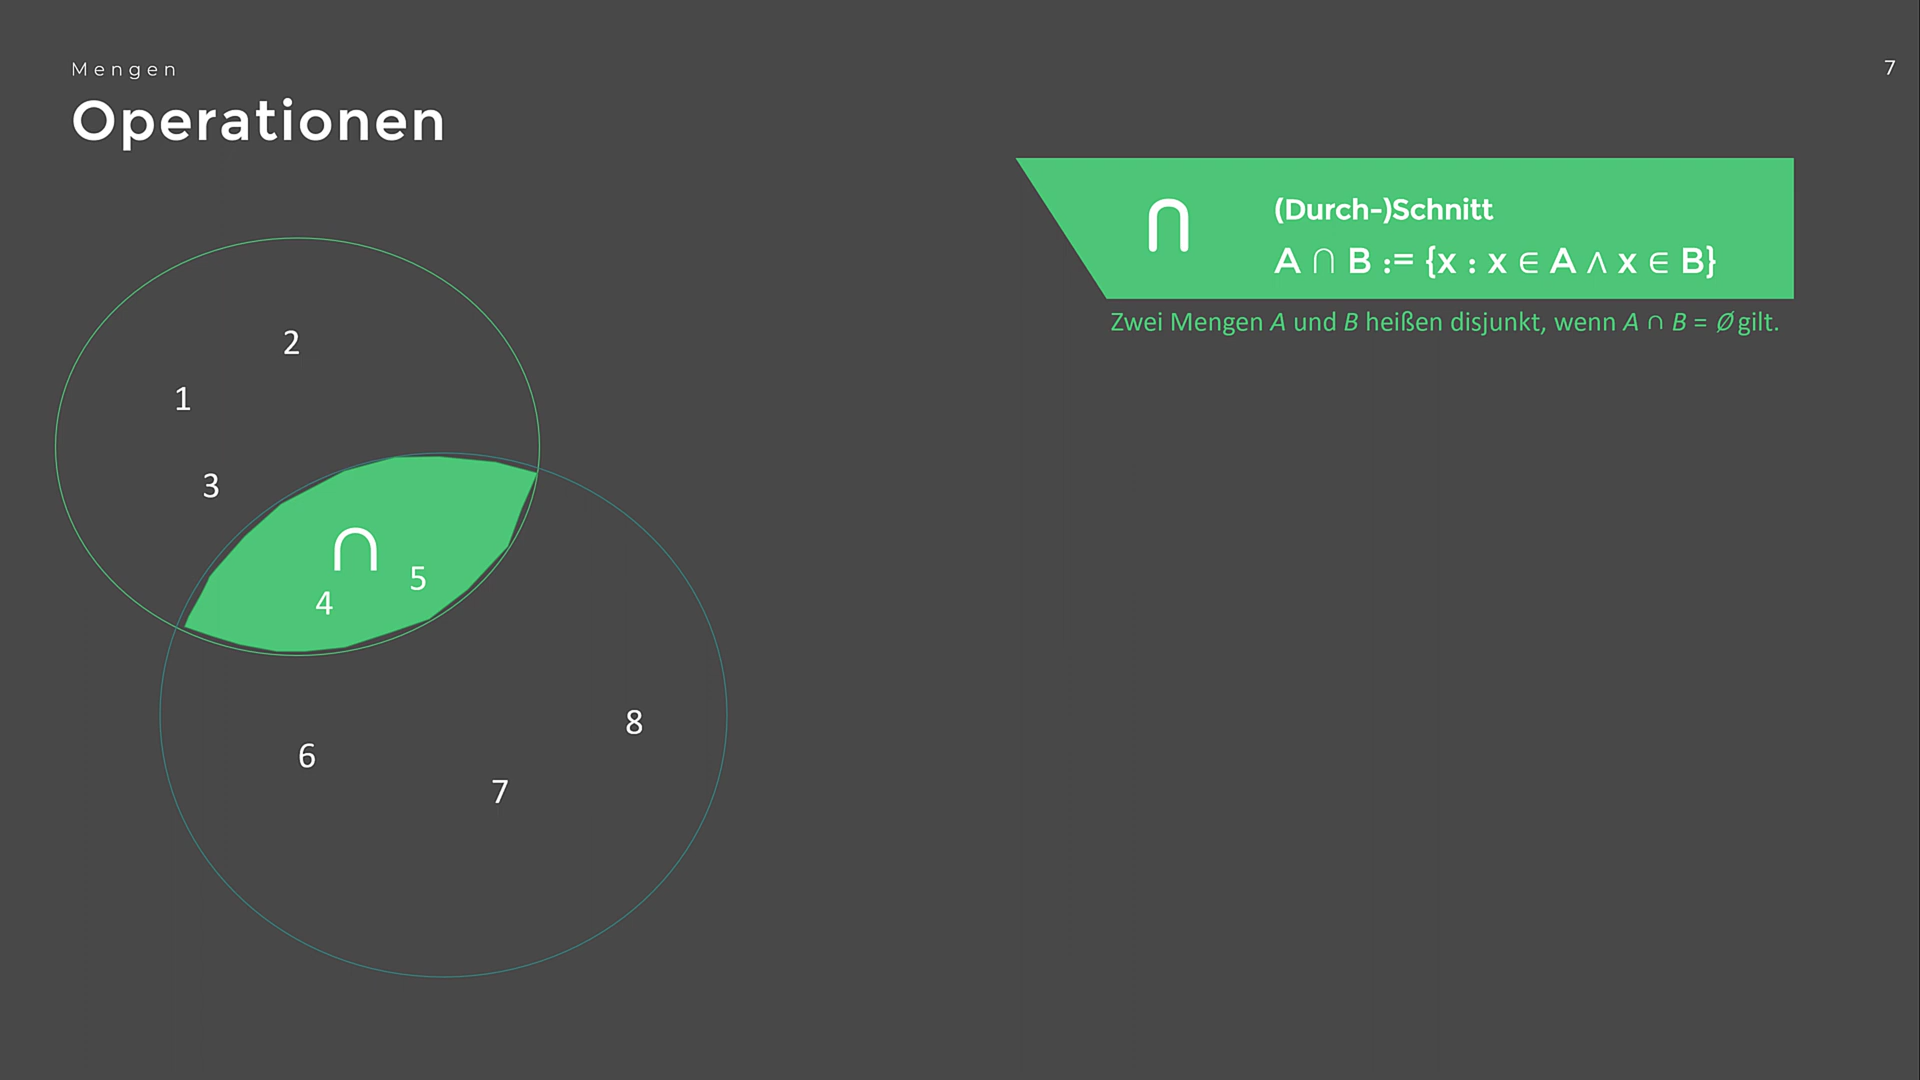 Mengen
7
Operationen
∩
(Durch-)Schnitt
A ∩ B := {x : x ∈ A ∧ x ∈ B}
Zwei Mengen A und B heißen disjunkt, wenn A ∩ B = Ø gilt.
2
1
3
∩
5
4
8
6
7